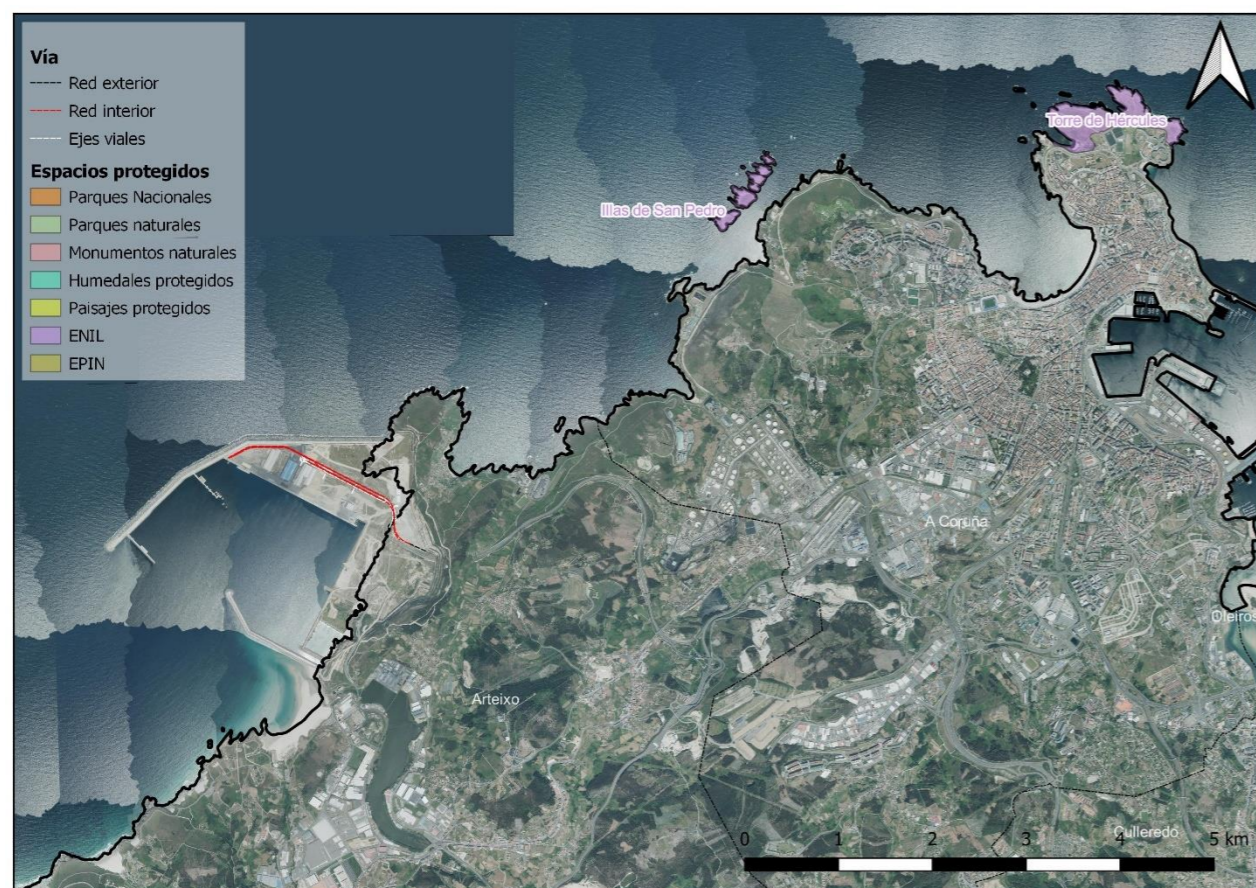 Vía
Red exterior
Red interior
Ejes viales
Espacios protegidos
Parques Nacionales
Parques naturales
Monumentos naturales
Humedales protegidos
Paisajes protegidos
ENIL
EPIN
Torre de Hércules
Illas de San Pedro
A Coruña
Oleiros
Arteixo
Culleredo
0 1 2 3 4 5 km